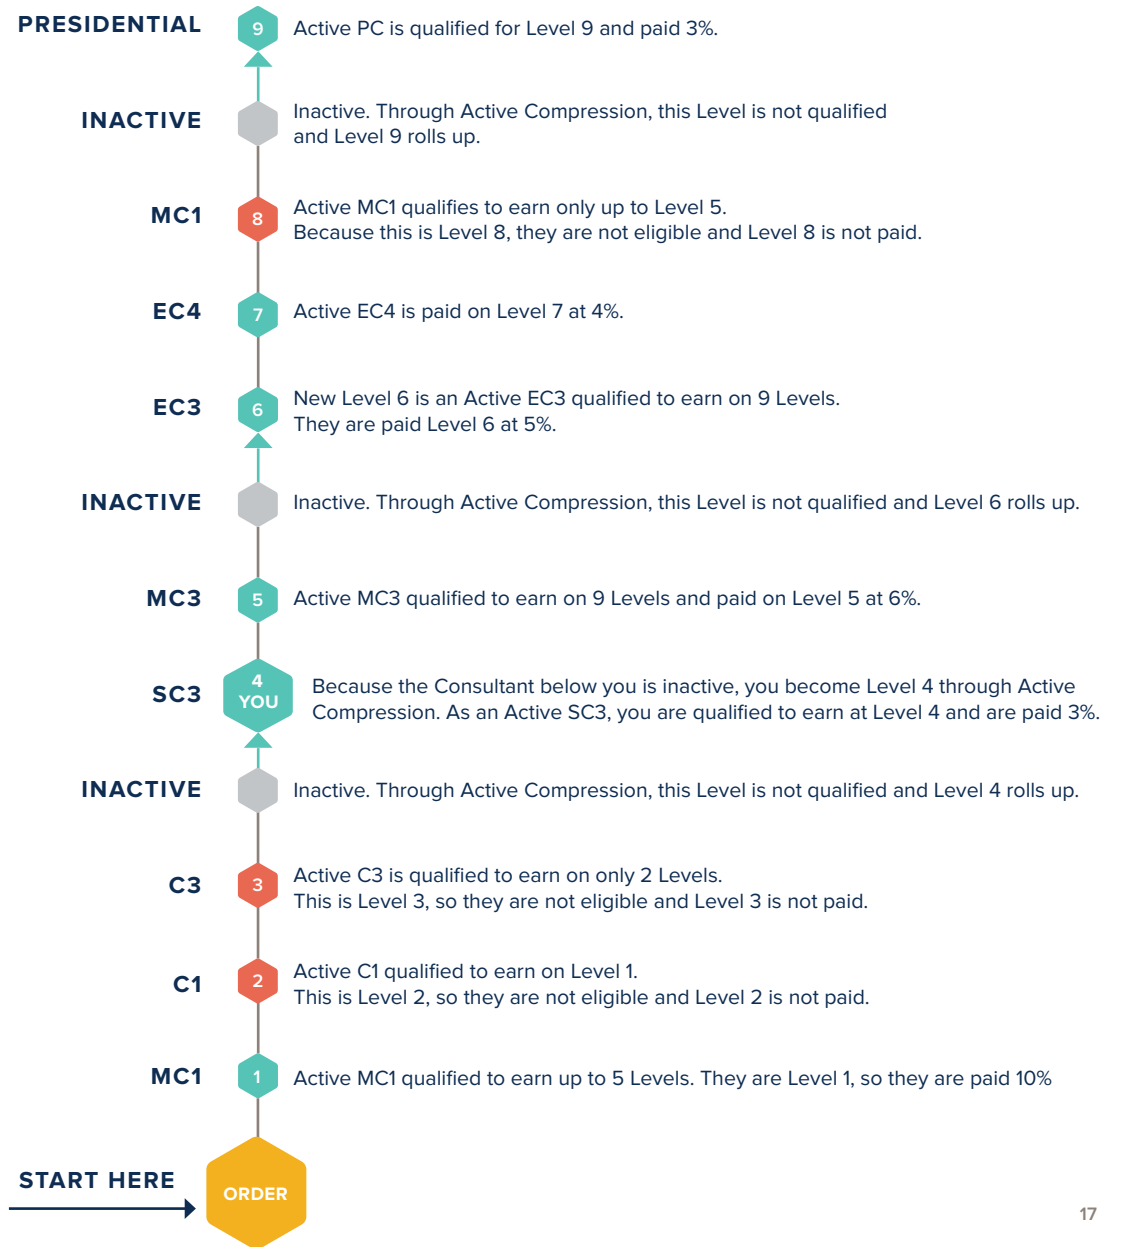 PRESIDENTIAL
9
Active PC is qualified for Level 9 and paid 3%.
INACTIVE
Inactive. Through Active Compression, this Level is not qualified
and Level 9 rolls up.
MC1
8
Active MC1 qualifies to earn only up to Level 5.
Because this is Level 8, they are not eligible and Level 8 is not paid.
EC4
7
Active EC4 is paid on Level 7 at 4%.
EC3
6
New Level 6 is an Active EC3 qualified to earn on 9 Levels.
They are paid Level 6 at 5%.
INACTIVE
Inactive. Through Active Compression, this Level is not qualified and Level 6 rolls up.
MC3
5
Active MC3 qualified to earn on 9 Levels and paid on Level 5 at 6%.
SC3
4
YOU
Because the Consultant below you is inactive, you become Level 4 through Active
Compression. As an Active SC3, you are qualified to earn at Level 4 and are paid 3%.
INACTIVE
Inactive. Through Active Compression, this Level is not qualified and Level 4 rolls up.
C3
3
Active C3 is qualified to earn on only 2 Levels.
This is Level 3, so they are not eligible and Level 3 is not paid.
C1
2
Active C1 qualified to earn on Level 1.
This is Level 2, so they are not eligible and Level 2 is not paid.
MC1
1
Active MC1 qualified to earn up to 5 Levels. They are Level 1, so they are paid 10%
START HERE
ORDER
17